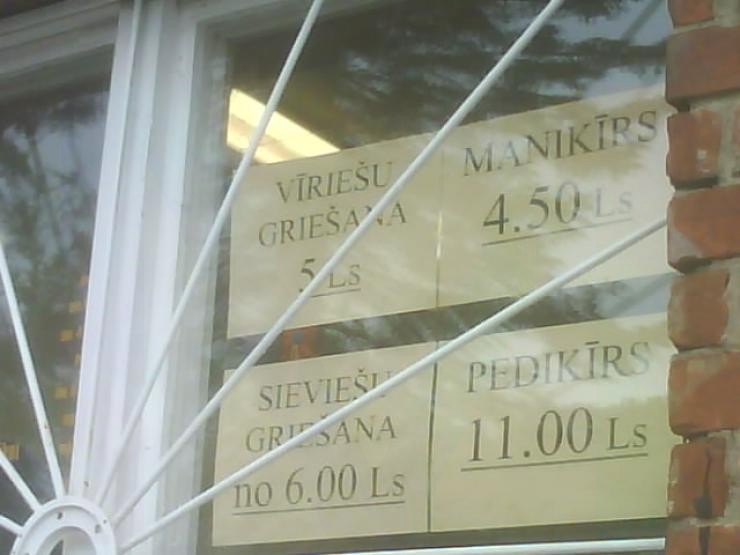 VĪRIEŠU
GRIEŠANA
5 Ls
MANIKĪRS
4.50 Ls
SIEVIEŠU
GRIEŠANA
no 6.00 Ls
PEDIKĪRS
11.00 Ls